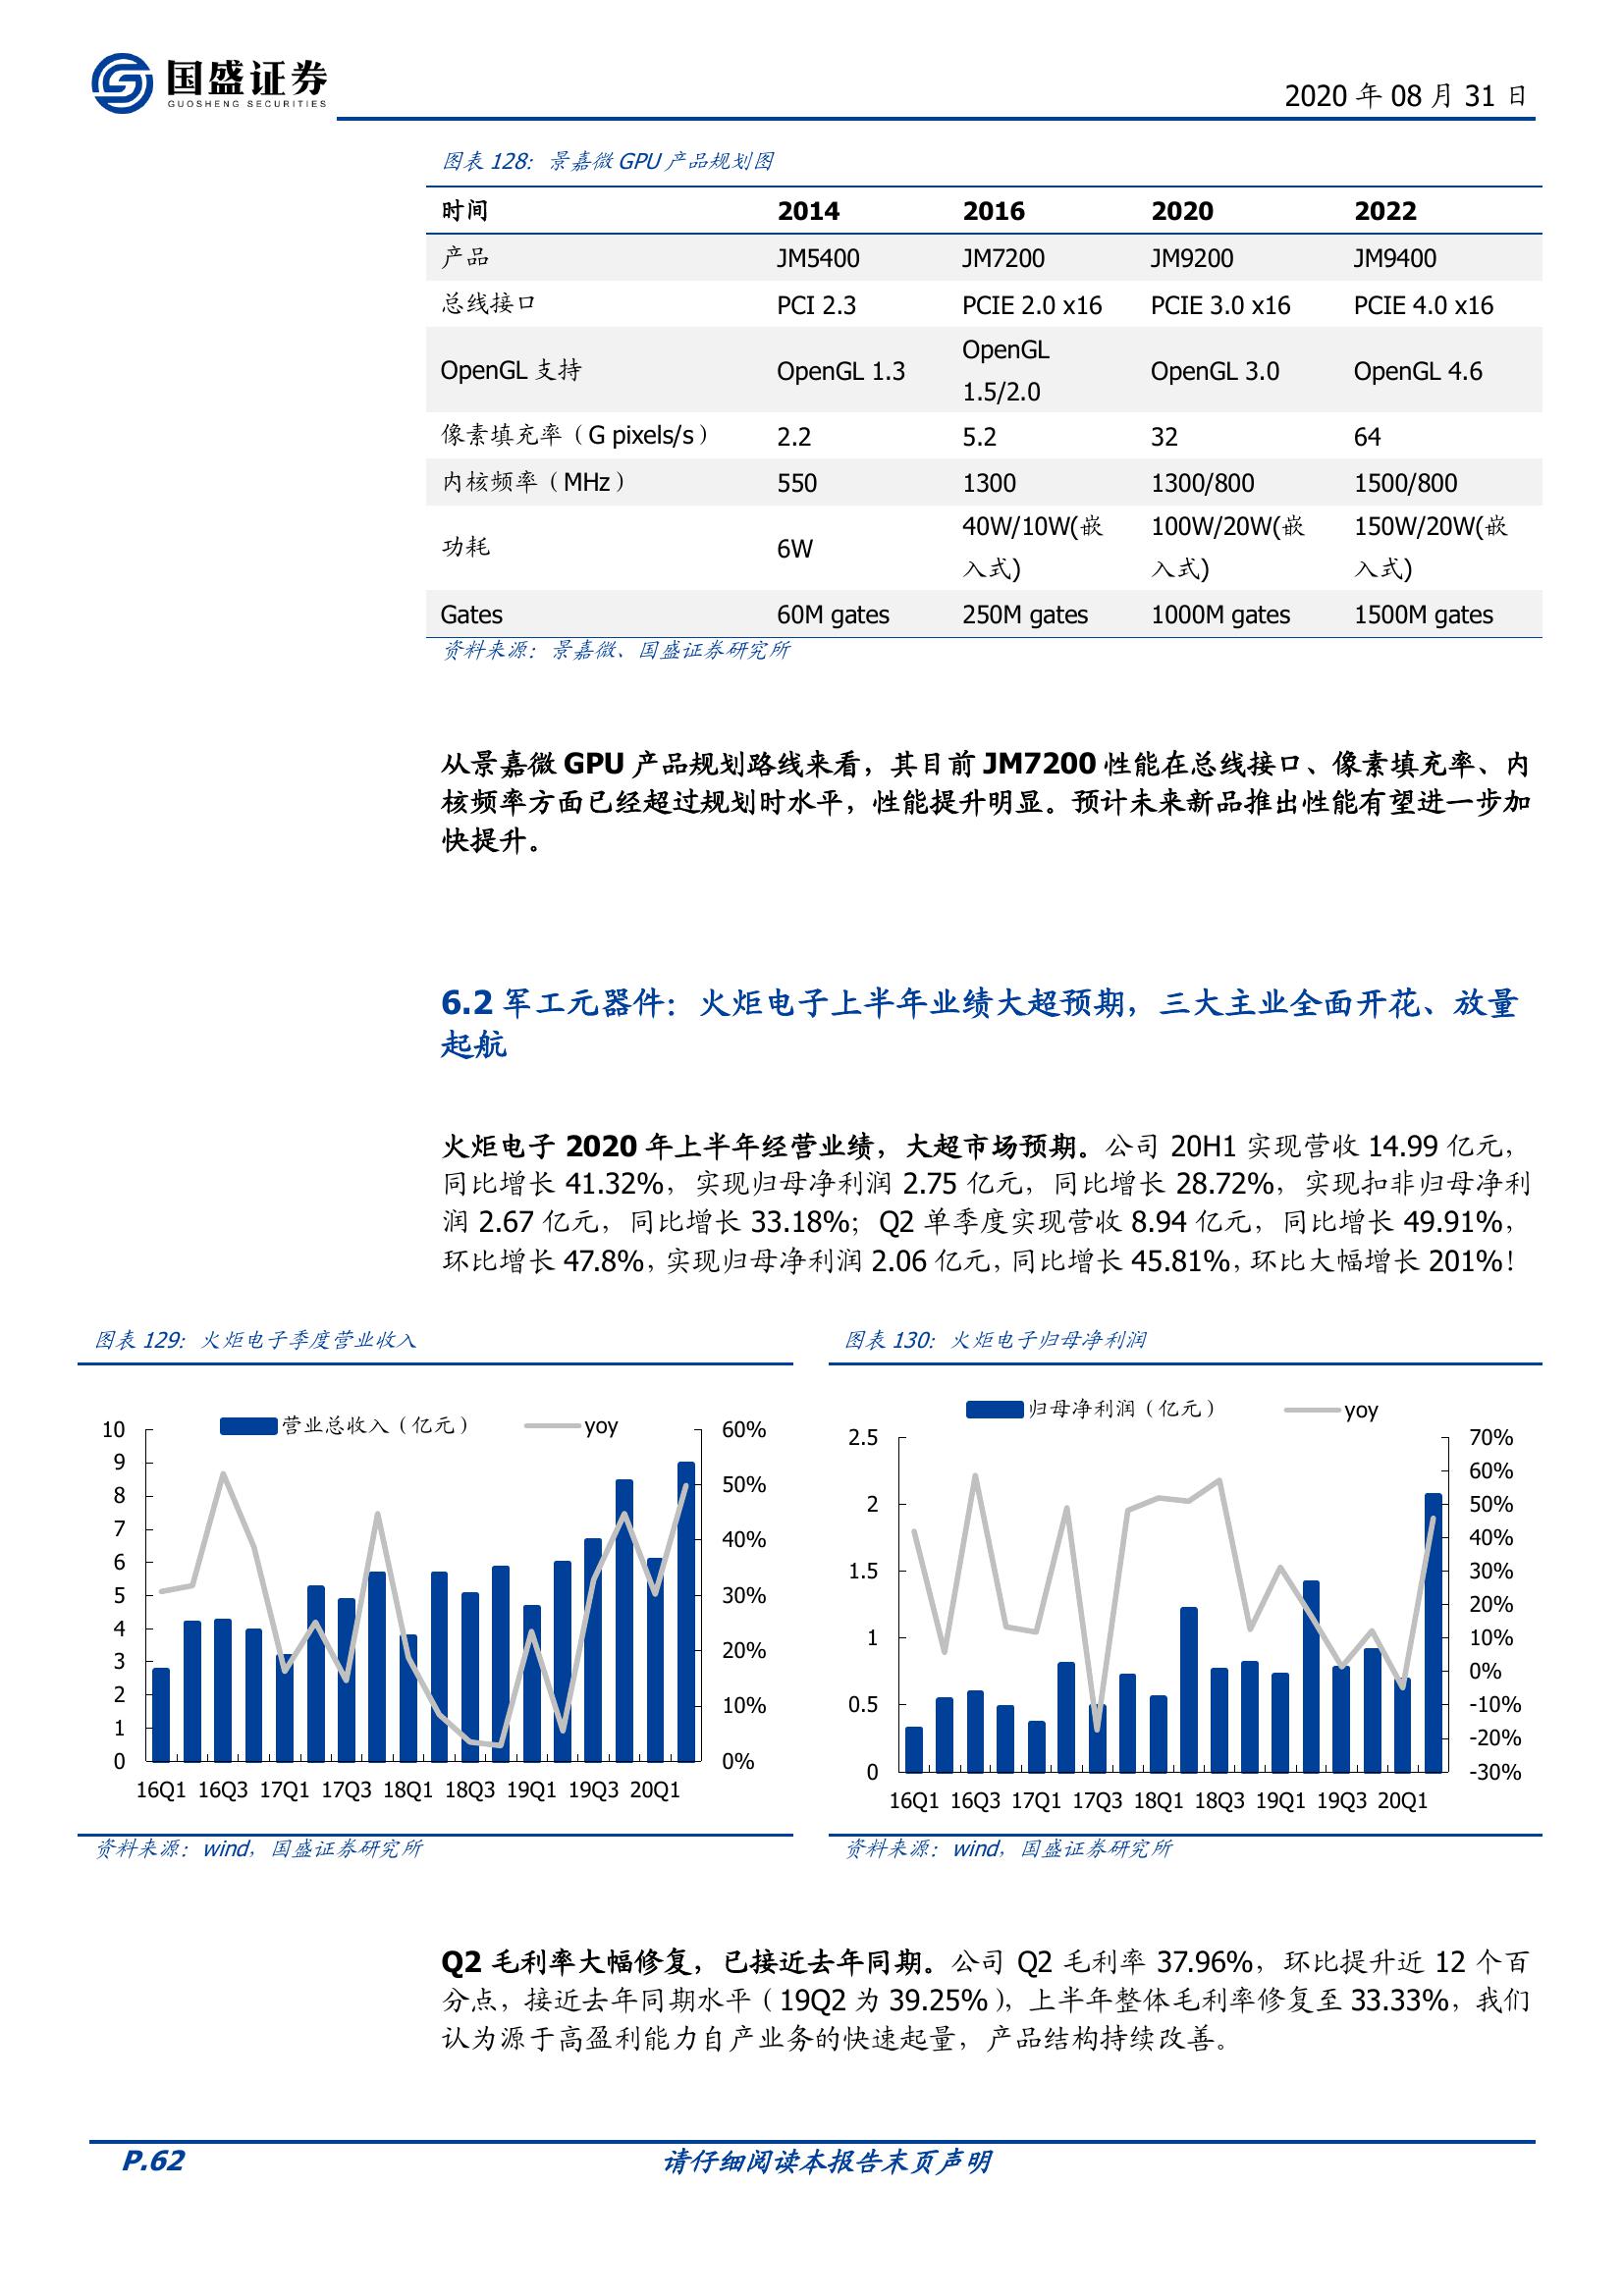 国盛证券
GUOSHENG SECURITIES
2020 年 08 月 31 日
图表 128：景嘉微 GPU 产品规划图
时间 2014 2016 2020 2022
产品 JM5400 JM7200 JM9200 JM9400
总线接口 PCI 2.3 PCIE 2.0 x16 PCIE 3.0 x16 PCIE 4.0 x16
OpenGL 支持 OpenGL 1.3 OpenGL 1.5/2.0 OpenGL 3.0 OpenGL 4.6
像素填充率（G pixels/s） 2.2 5.2 32 64
内核频率（MHz） 550 1300 1300/800 1500/800
功耗 6W 40W/10W(嵌入式) 100W/20W(嵌入式) 150W/20W(嵌入式)
Gates 60M gates 250M gates 1000M gates 1500M gates
资料来源：景嘉微、国盛证券研究所
从景嘉微 GPU 产品规划路线来看，其目前 JM7200 性能在总线接口、像素填充率、内
核频率方面已经超过规划时水平，性能提升明显。预计未来新品推出性能有望进一步加
快提升。
6.2 军工元器件：火炬电子上半年业绩大超预期，三大主业全面开花、放量
起航
火炬电子 2020 年上半年经营业绩，大超市场预期。公司 20H1 实现营收 14.99 亿元，
同比增长 41.32%，实现归母净利润 2.75 亿元，同比增长 28.72%，实现扣非归母净利
润 2.67 亿元，同比增长 33.18%；Q2 单季度实现营收 8.94 亿元，同比增长 49.91%，
环比增长 47.8%，实现归母净利润 2.06 亿元，同比增长 45.81%，环比大幅增长 201%！
图表 129：火炬电子季度营业收入
营业总收入（亿元） yoy
10 60%
9
8 50%
7 40%
6
5 30%
4
3 20%
2 10%
1
0 0%
16Q1 16Q3 17Q1 17Q3 18Q1 18Q3 19Q1 19Q3 20Q1
资料来源：wind，国盛证券研究所
图表 130：火炬电子归母净利润
归母净利润（亿元） yoy
2.5 70%
60%
2 50%
40%
1.5 30%
20%
1 10%
0%
0.5 -10%
-20%
0 -30%
16Q1 16Q3 17Q1 17Q3 18Q1 18Q3 19Q1 19Q3 20Q1
资料来源：wind，国盛证券研究所
Q2 毛利率大幅修复，已接近去年同期。公司 Q2 毛利率 37.96%，环比提升近 12 个百
分点，接近去年同期水平（19Q2 为 39.25%），上半年整体毛利率修复至 33.33%，我们
认为源于高盈利能力自产业务的快速起量，产品结构持续改善。
P.62 请仔细阅读本报告末页声明